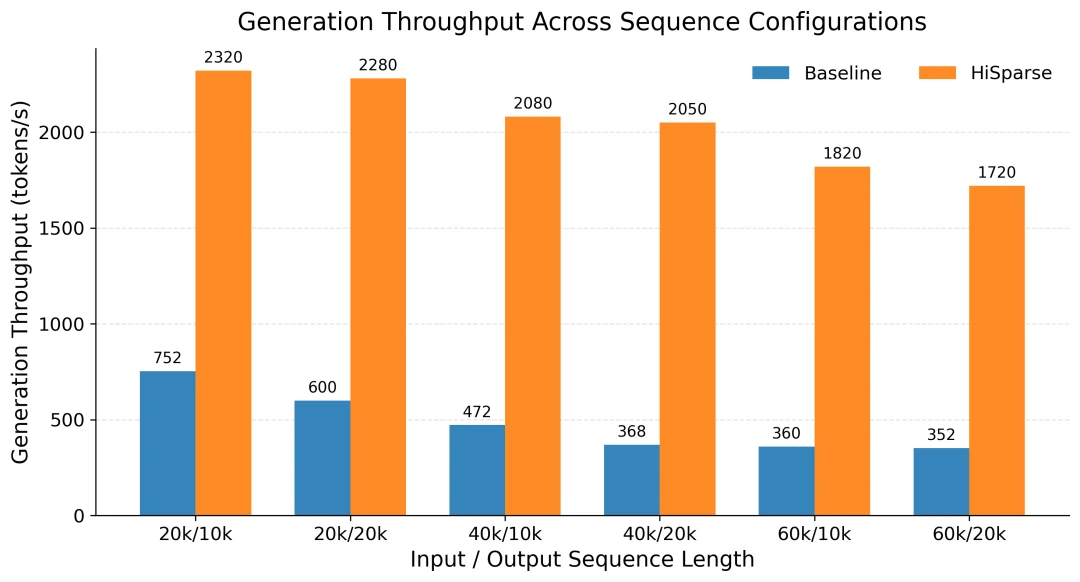 Generation Throughput Across Sequence Configurations
Baseline
HiSparse
Generation Throughput (tokens/s)
2000
1500
1000
500
0
752
2320
600
2280
472
2080
368
2050
360
1820
352
1720
20k/10k
20k/20k
40k/10k
40k/20k
60k/10k
60k/20k
Input / Output Sequence Length